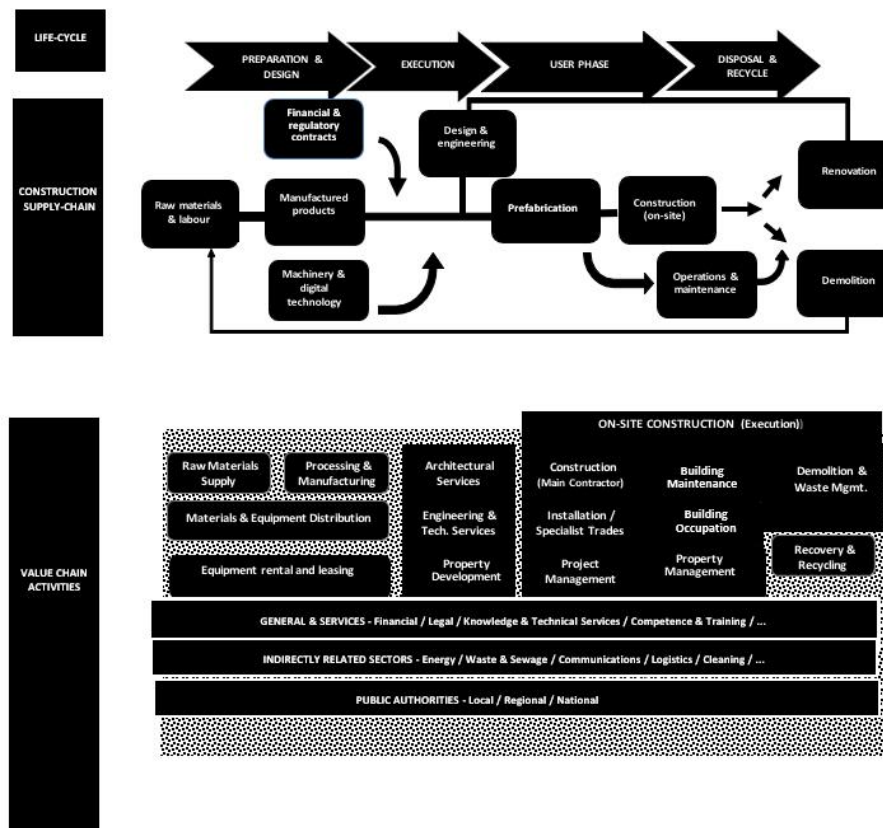 LIFE-CYCLE
PREPARATION &
DESIGN
EXECUTION
USER PHASE
DISPOSAL &
RECYCLE
CONSTRUCTION
SUPPLY-CHAIN
Financial &
regulatory
contracts
Design &
engineering
Renovation
Raw materials
& labour
Manufactured
products
Prefabrication
Construction
(on-site)
Machinery &
digital
technology
Operations &
maintenance
Demolition
VALUE CHAIN
ACTIVITIES
ON-SITE CONSTRUCTION (Execution))
Raw Materials
Supply
Processing &
Manufacturing
Architectural
Services
Construction
(Main Contractor)
Building
Maintenance
Demolition &
Waste Mgmt.
Materials & Equipment Distribution
Engineering &
Tech. Services
Installation /
Specialist Trades
Building
Occupation
Equipment rental and leasing
Property
Development
Project
Management
Property
Management
Recovery &
Recycling
GENERAL & SERVICES - Financial / Legal / Knowledge & Technical Services / Competence & Training / ...
INDIRECTLY RELATED SECTORS - Energy / Waste & Sewage / Communications / Logistics / Cleaning / ...
PUBLIC AUTHORITIES - Local / Regional / National